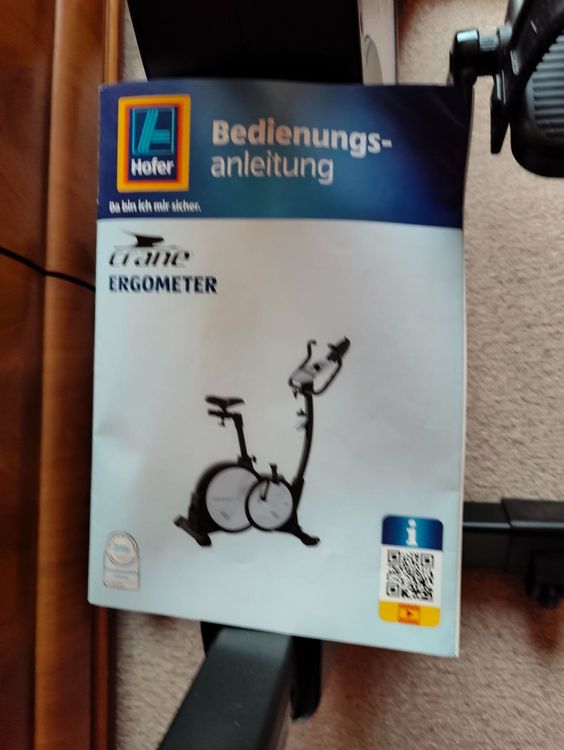 Hofer
Bedienungs-
anleitung
Da bin ich mir sicher.
crane
ERGOMETER
i